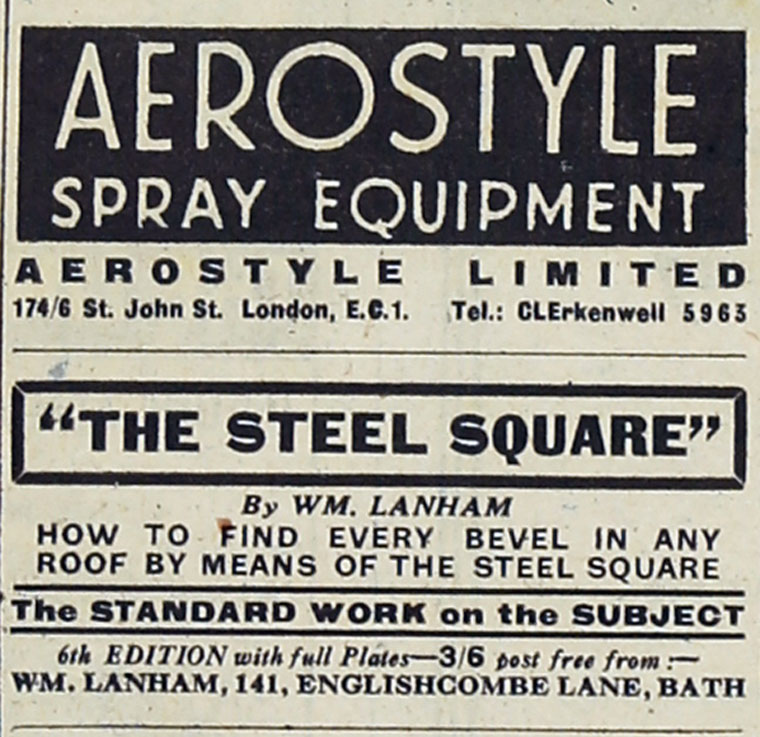 AEROSTYLE
SPRAY EQUIPMENT
AEROSTYLE LIMITED
174/6 St. John St. London, E.C.1. Tel.: CLErkenwell 5963
“THE STEEL SQUARE”
By WM. LANHAM
HOW TO FIND EVERY BEVEL IN ANY
ROOF BY MEANS OF THE STEEL SQUARE
The STANDARD WORK on the SUBJECT
6th EDITION with full Plates—3/6 post free from :—
WM. LANHAM, 141, ENGLISHCOMBE LANE, BATH